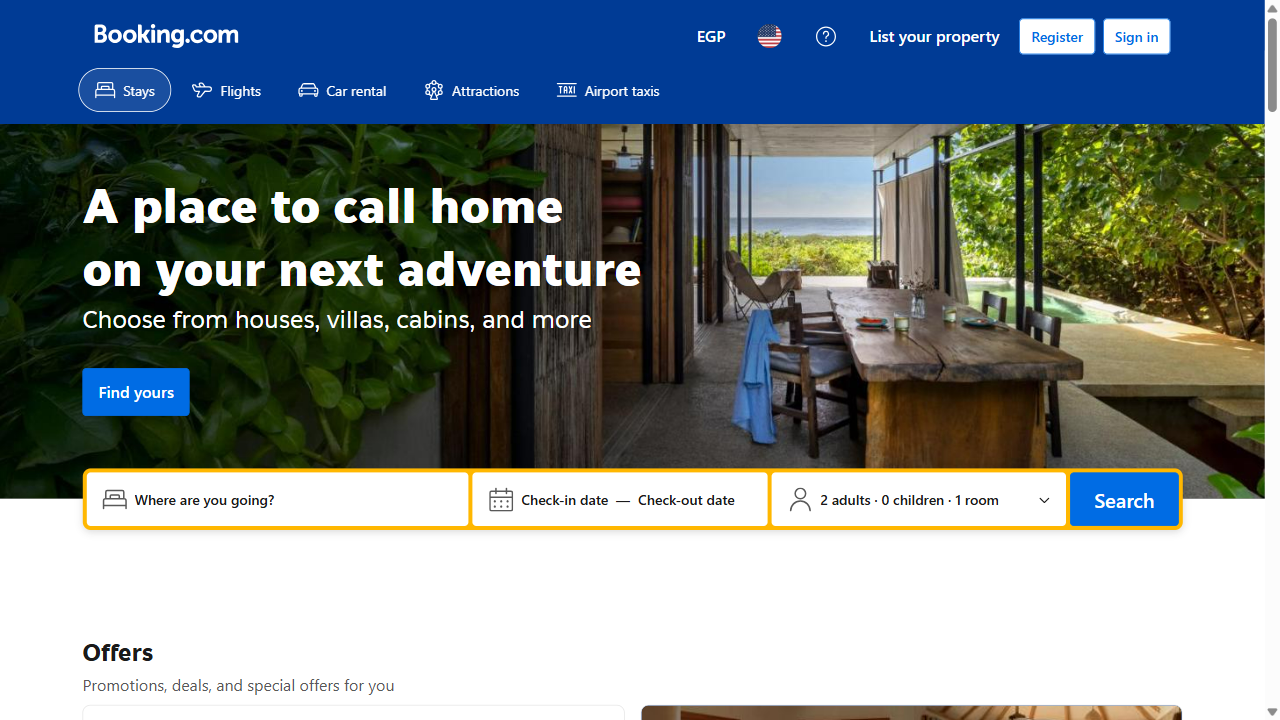 Booking.com
EGP
List your property
Register
Sign in
Stays
Flights
Car rental
Attractions
TAXI
Airport taxis
A place to call home
on your next adventure
Choose from houses, villas, cabins, and more
Find yours
Where are you going?
Check-in date — Check-out date
2 adults · 0 children · 1 room
Search
Offers
Promotions, deals, and special offers for you